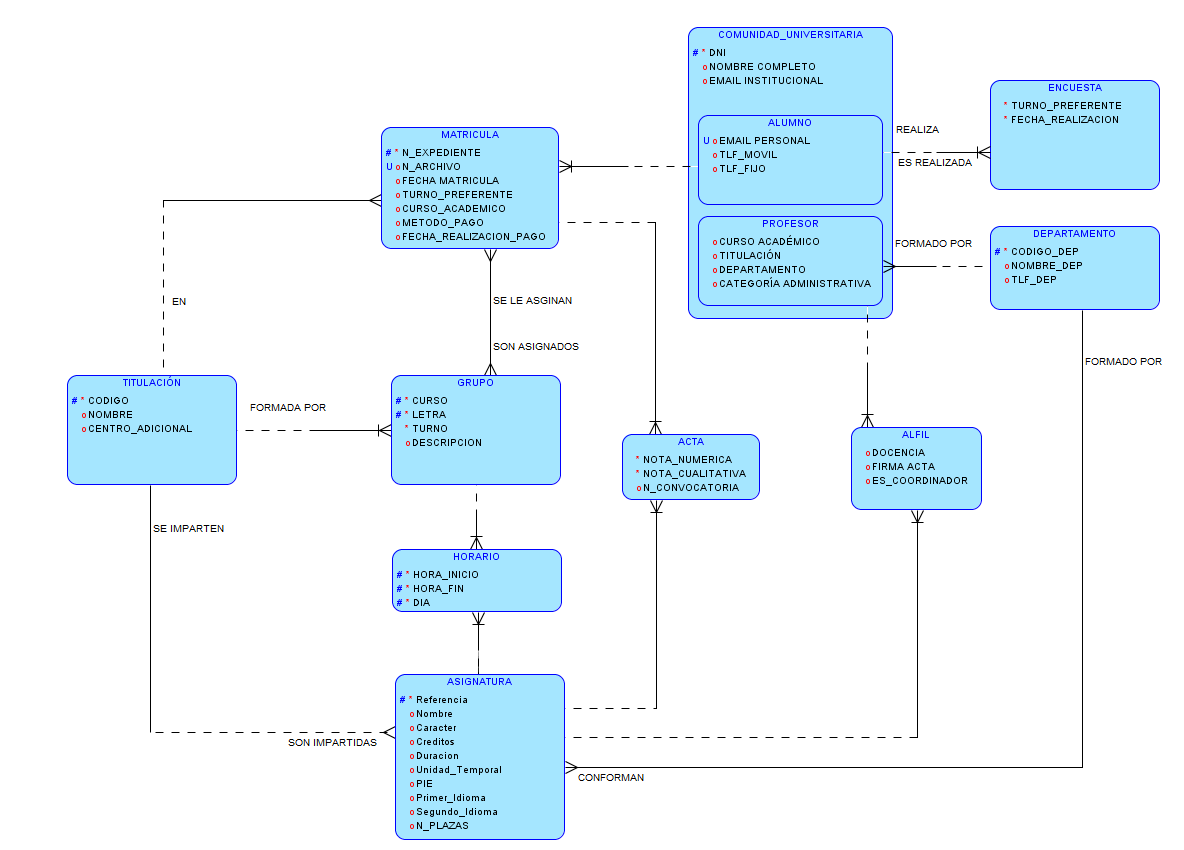 COMUNIDAD_UNIVERSITARIA
# * DNI
o NOMBRE COMPLETO
o EMAIL INSTITUCIONAL
ALUMNO
U o EMAIL PERSONAL
o TLF_MOVIL
o TLF_FIJO
PROFESOR
o CURSO ACADÉMICO
o TITULACIÓN
o DEPARTAMENTO
o CATEGORÍA ADMINISTRATIVA
REALIZA
ES REALIZADA
ENCUESTA
* TURNO_PREFERENTE
* FECHA_REALIZACION
FORMADO POR
DEPARTAMENTO
# * CODIGO_DEP
o NOMBRE_DEP
o TLF_DEP
FORMADO POR
MATRICULA
# * N_EXPEDIENTE
U o N_ARCHIVO
o FECHA MATRICULA
o TURNO_PREFERENTE
o CURSO_ACADEMICO
o METODO_PAGO
o FECHA_REALIZACION_PAGO
EN
SE LE ASGINAN
SON ASIGNADOS
TITULACIÓN
# * CODIGO
o NOMBRE
o CENTRO_ADICIONAL
FORMADA POR
GRUPO
# * CURSO
# * LETRA
* TURNO
o DESCRIPCION
ACTA
* NOTA_NUMERICA
* NOTA_CUALITATIVA
o N_CONVOCATORIA
ALFIL
o DOCENCIA
o FIRMA ACTA
o ES_COORDINADOR
SE IMPARTEN
HORARIO
# * HORA_INICIO
# * HORA_FIN
# * DIA
SON IMPARTIDAS
ASIGNATURA
# * Referencia
o Nombre
o Caracter
o Creditos
o Duracion
o Unidad_Temporal
o PIE
o Primer_Idioma
o Segundo_Idioma
o N_PLAZAS
CONFORMAN